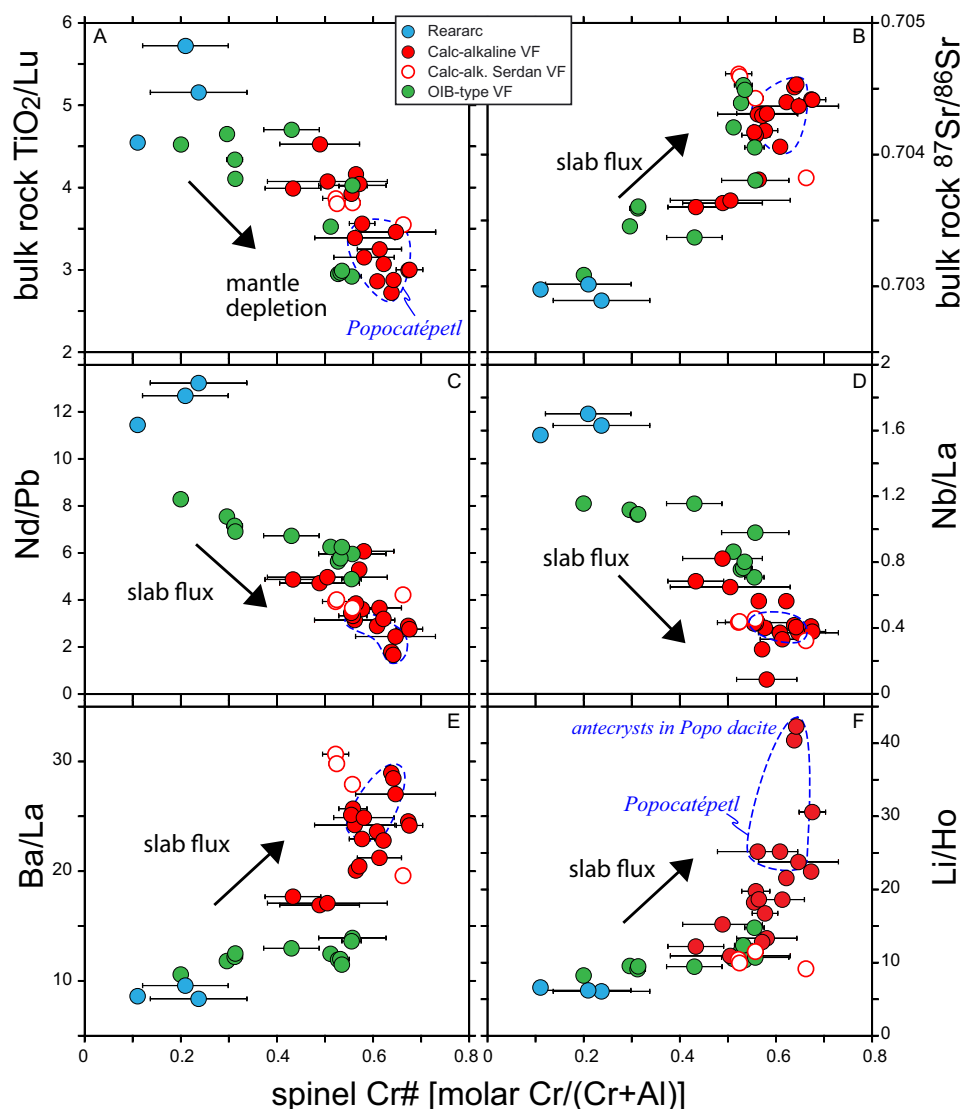 Reararc
Calc-alkaline VF
Calc-alk. Serdan VF
OIB-type VF
A
6
5
4
3
2
bulk rock TiO2/Lu
mantle
depletion
Popocatépetl
B
0.705
0.704
0.703
bulk rock 87Sr/86Sr
slab flux
C
12
10
8
6
4
2
0
Nd/Pb
slab flux
D
2
1.6
1.2
0.8
0.4
0
Nb/La
slab flux
E
30
20
10
Ba/La
slab flux
F
antecrysts in Popo dacite
Popocatépetl
40
30
20
10
0
Li/Ho
slab flux
0 0.2 0.4 0.6 0.8
0 0.2 0.4 0.6 0.8
spinel Cr# [molar Cr/(Cr+Al)]